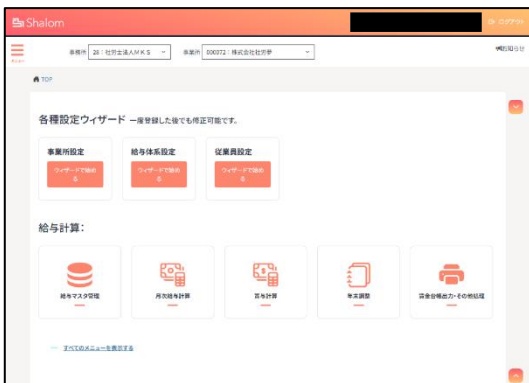 Shalom
ログアウト
メニュー
事務所 28：社労士法人MKS
事業所 000372：株式会社社労夢
お知らせ
TOP
各種設定ウィザード 一度登録した後でも修正可能です。
事業所設定
給与体系設定
従業員設定
ウィザードで始める
ウィザードで始める
ウィザードで始める
給与計算：
給与マスタ管理
月次給与計算
賞与計算
年末調整
賃金台帳出力・その他処理
すべてのメニューを表示する